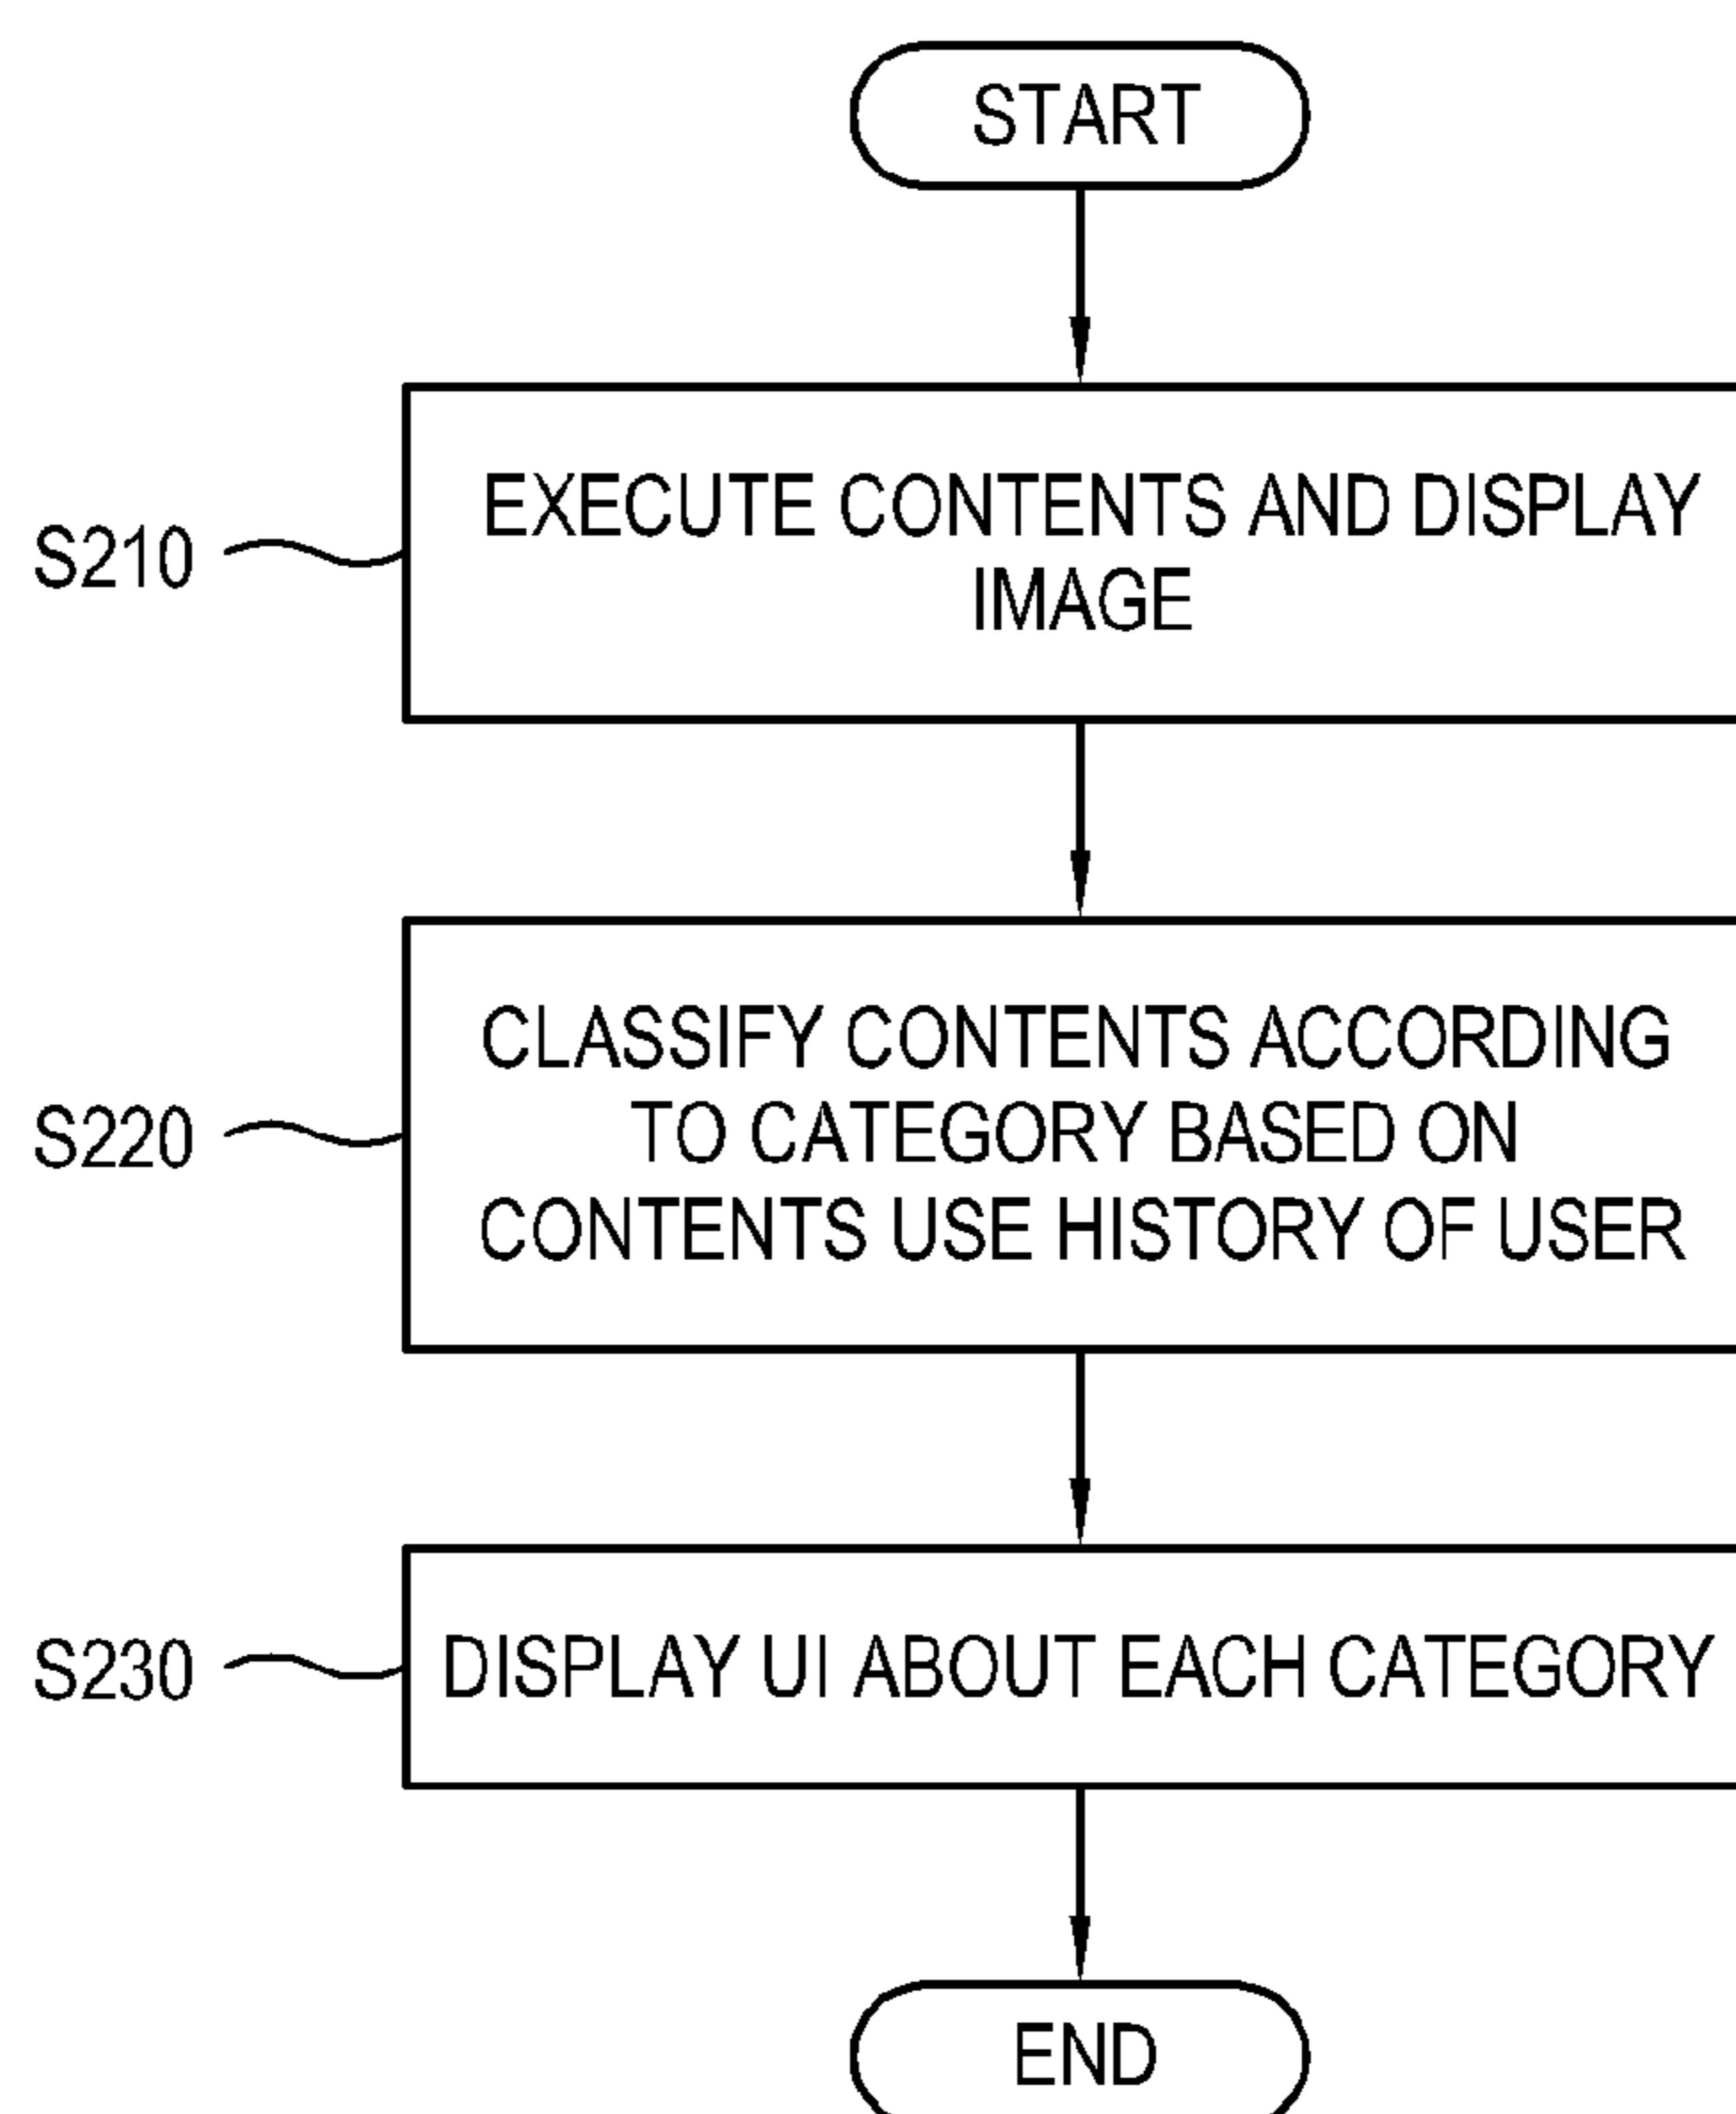 START
S210
EXECUTE CONTENTS AND DISPLAY
IMAGE
S220
CLASSIFY CONTENTS ACCORDING
TO CATEGORY BASED ON
CONTENTS USE HISTORY OF USER
S230
DISPLAY UI ABOUT EACH CATEGORY
END